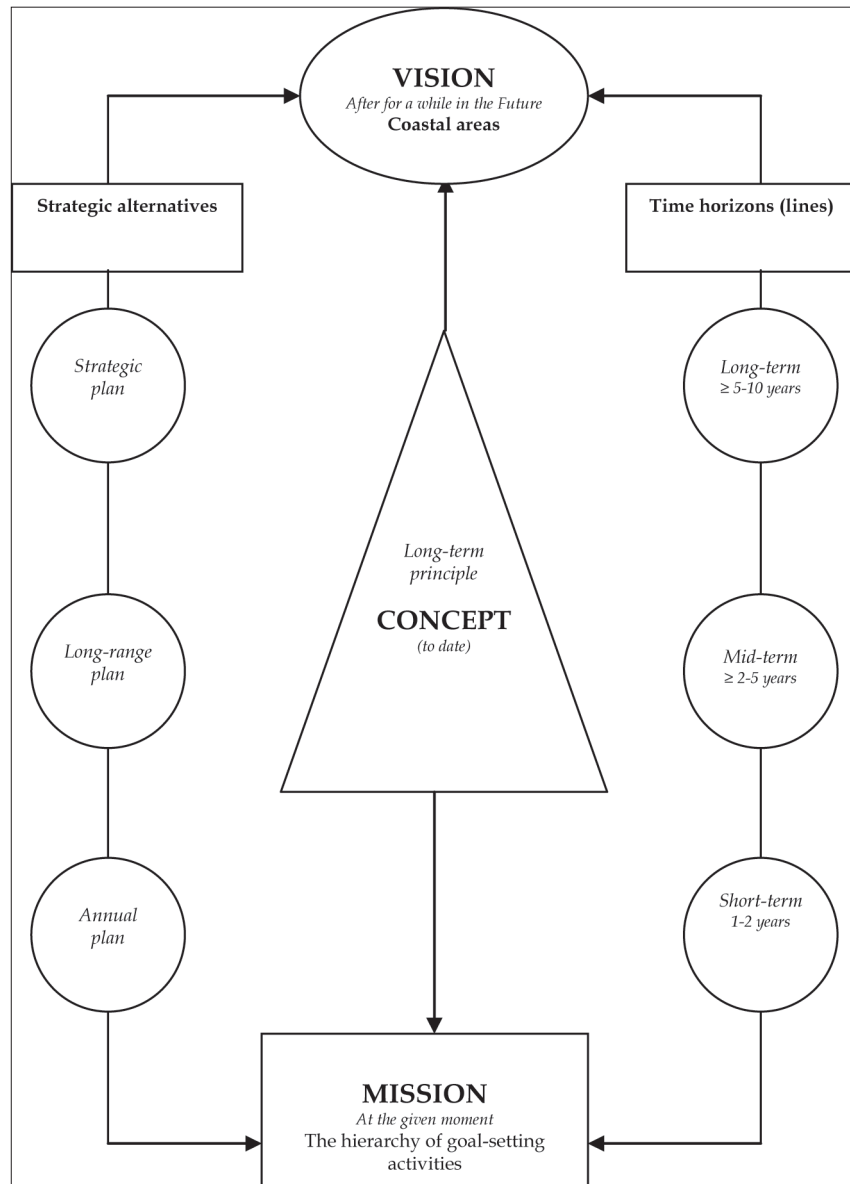 VISION
After for a while in the Future
Coastal areas
Strategic alternatives
Time horizons (lines)
Strategic
plan
Long-term
≥ 5-10 years
Long-term
principle
CONCEPT
(to date)
Long-range
plan
Mid-term
≥ 2-5 years
Annual
plan
Short-term
1-2 years
MISSION
At the given moment
The hierarchy of goal-setting
activities